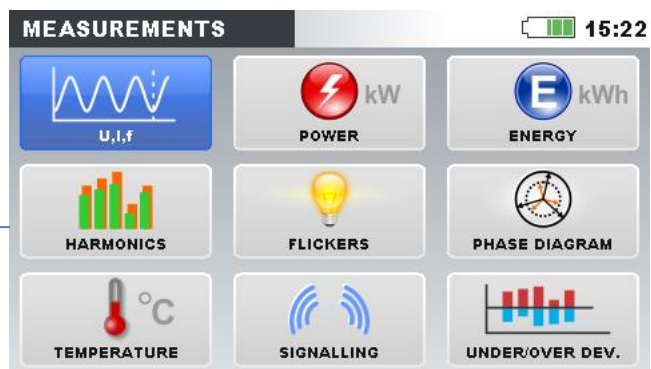 MEASUREMENTS 15:22
U,I,f
kW
POWER
E kWh
ENERGY
HARMONICS
FLICKERS
PHASE DIAGRAM
°C
TEMPERATURE
SIGNALLING
UNDER/OVER DEV.